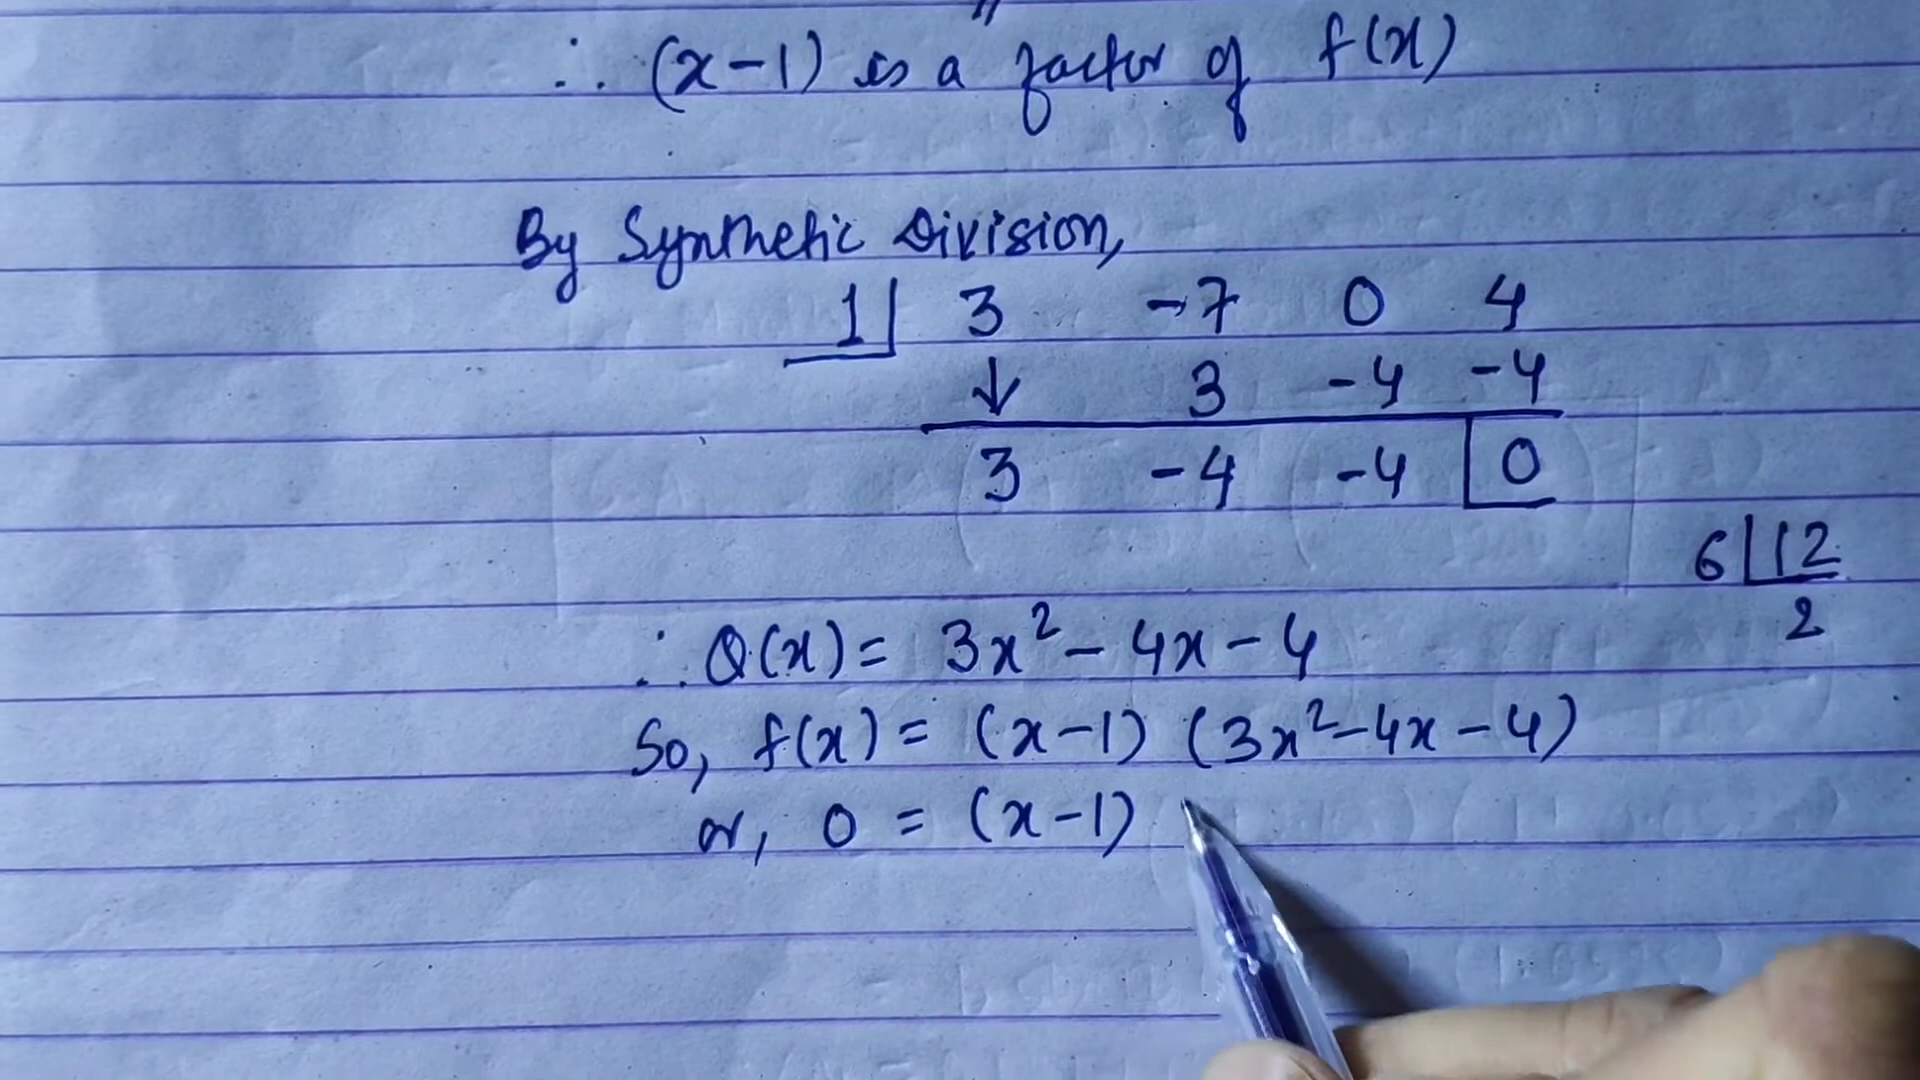 ∴ (x-1) is a factor of f(x)
By Synthetic Division,
1 3 -7 0 4
↓ 3 -4 -4
3 -4 -4 0
6 12
2
∴ Q(x) = 3x² - 4x - 4
So, f(x) = (x-1) (3x²-4x-4)
or, 0 = (x-1)